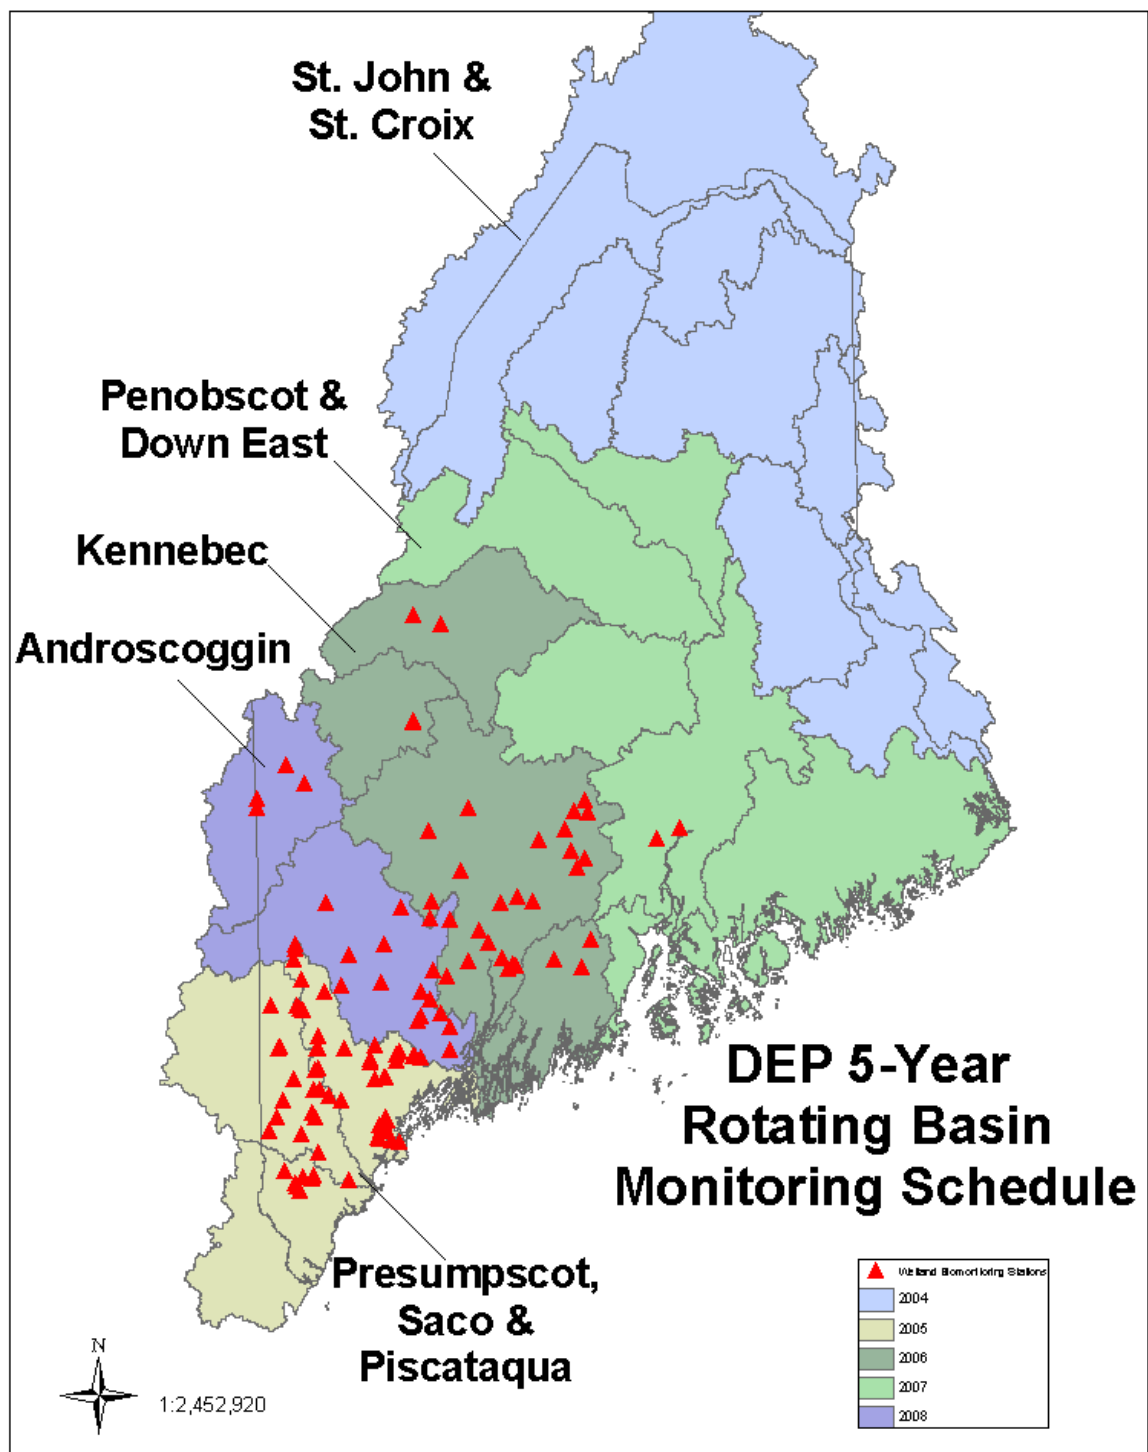 St. John &
St. Croix
Penobscot &
Down East
Kennebec
Androscoggin
DEP 5-Year
Rotating Basin
Monitoring Schedule
Presumpscot,
Saco &
Piscataqua
N
1:2,452,920
Wetland Biomonitoring Stations
2004
2005
2006
2007
2008